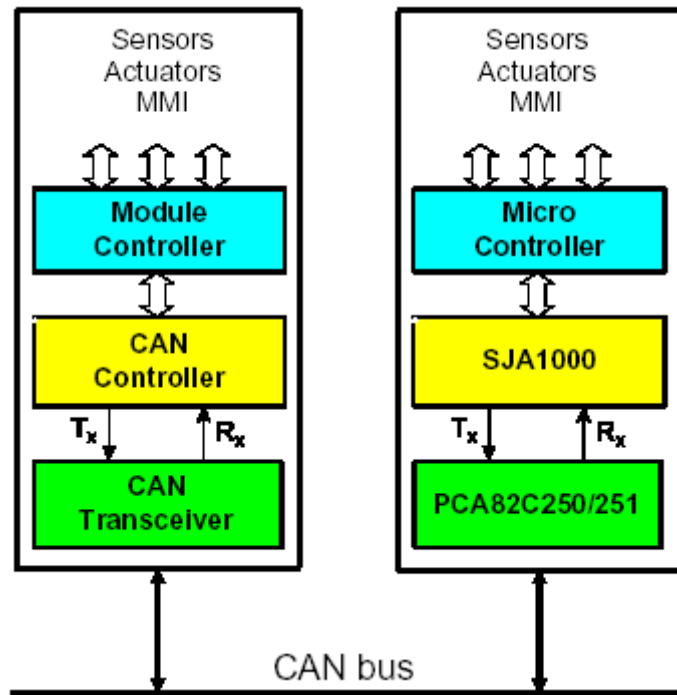 Sensors
Actuators
MMI
Module
Controller
CAN
Controller
Tx
Rx
CAN
Transceiver
Sensors
Actuators
MMI
Micro
Controller
SJA1000
Tx
Rx
PCA82C250/251
CAN bus